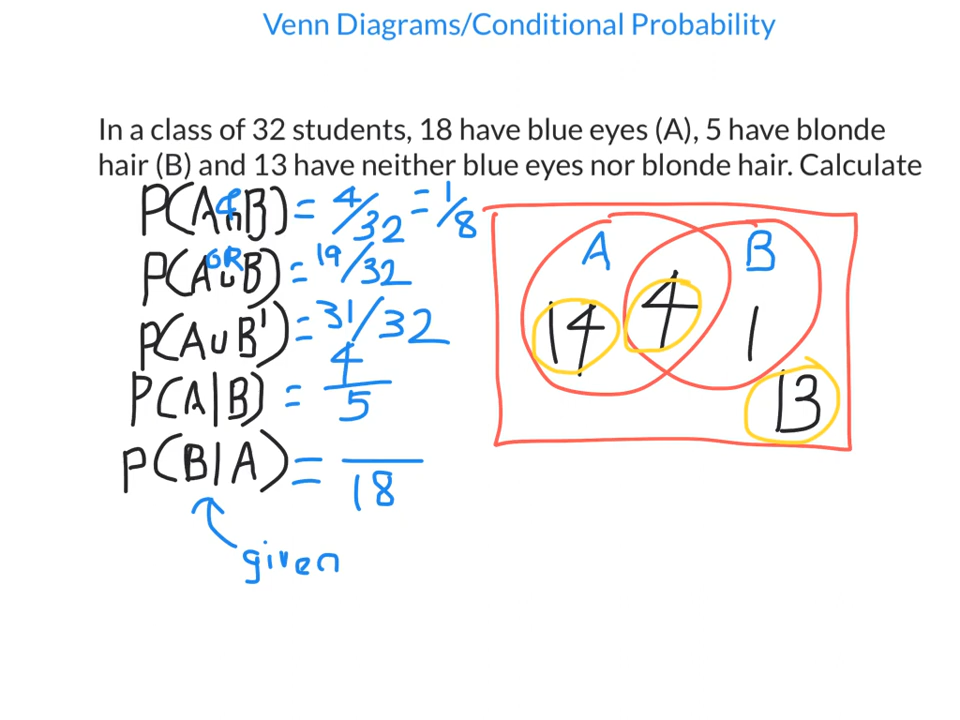 Venn Diagrams/Conditional Probability
In a class of 32 students, 18 have blue eyes (A), 5 have blonde
hair (B) and 13 have neither blue eyes nor blonde hair. Calculate
P(A∩B) = 4/32 = 1/8
&
P(A∪B) = 19/32
OR
P(A∪B') = 31/32
P(A|B) = 4/5
P(B|A) = /18
given
A B
14 4 1
13